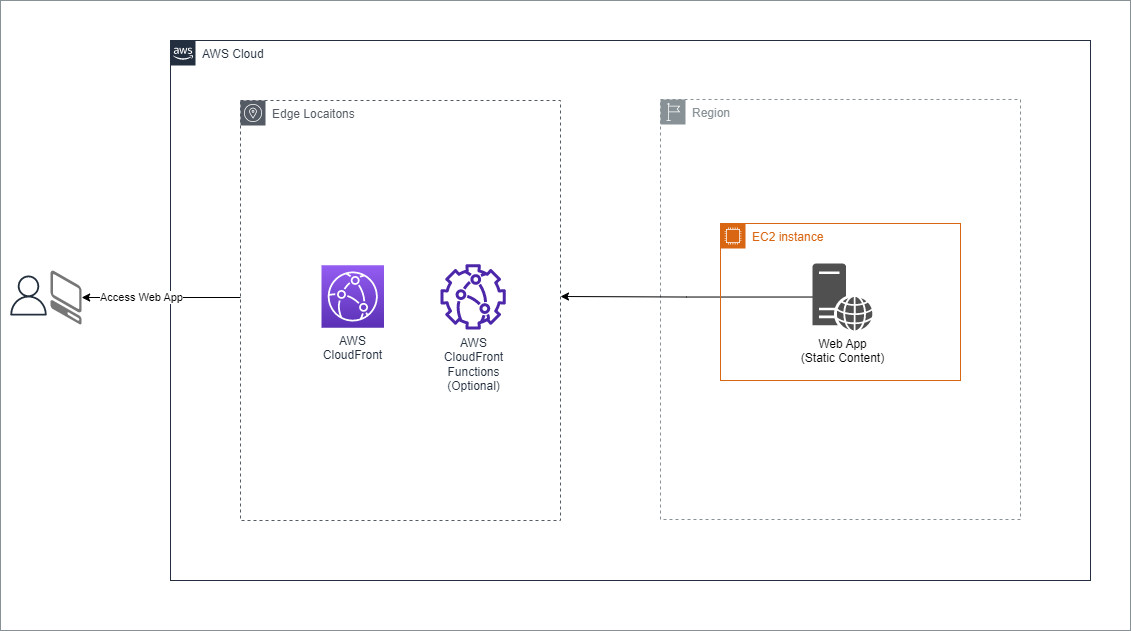 aws
AWS Cloud
Edge Locaitons
Region
EC2 instance
Access Web App
AWS
CloudFront
AWS
CloudFront
Functions
(Optional)
Web App
(Static Content)